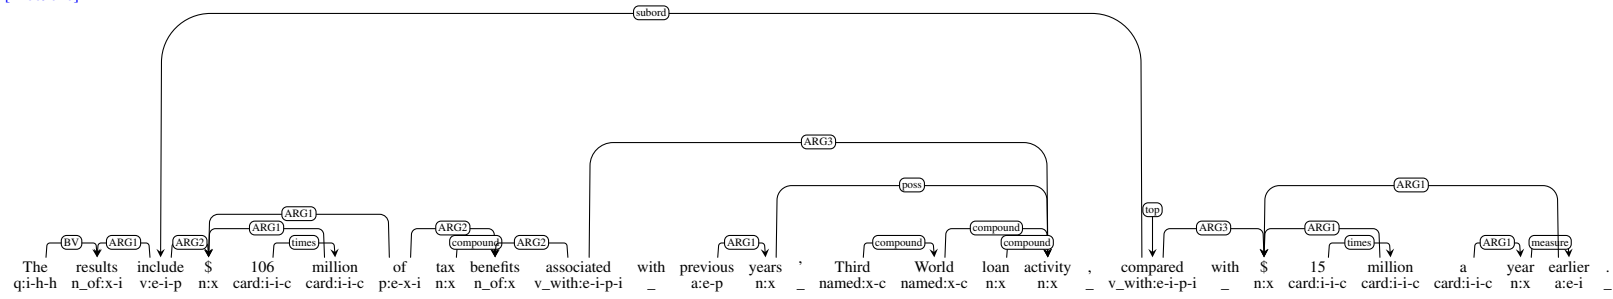 subord
ARG3
poss ARG1
top
ARG1
ARG1 ARG2 compound ARG3 ARG1
BV ARG1 ARG2 times compound ARG2 ARG1 compound compound times ARG1 measure
The results include $ 106 million of tax benefits associated with previous years , Third World loan activity , compared with $ 15 million a year earlier .
q:i-h-h n_of:x-i v:e-i-p n:x card:i-i-c card:i-i-c p:e-x-i n:x n_of:x v_with:e-i-p-i _ a:e-p n:x _ named:x-c named:x-c n:x n:x _ v_with:e-i-p-i _ n:x card:i-i-c card:i-i-c card:i-i-c n:x a:e-i _